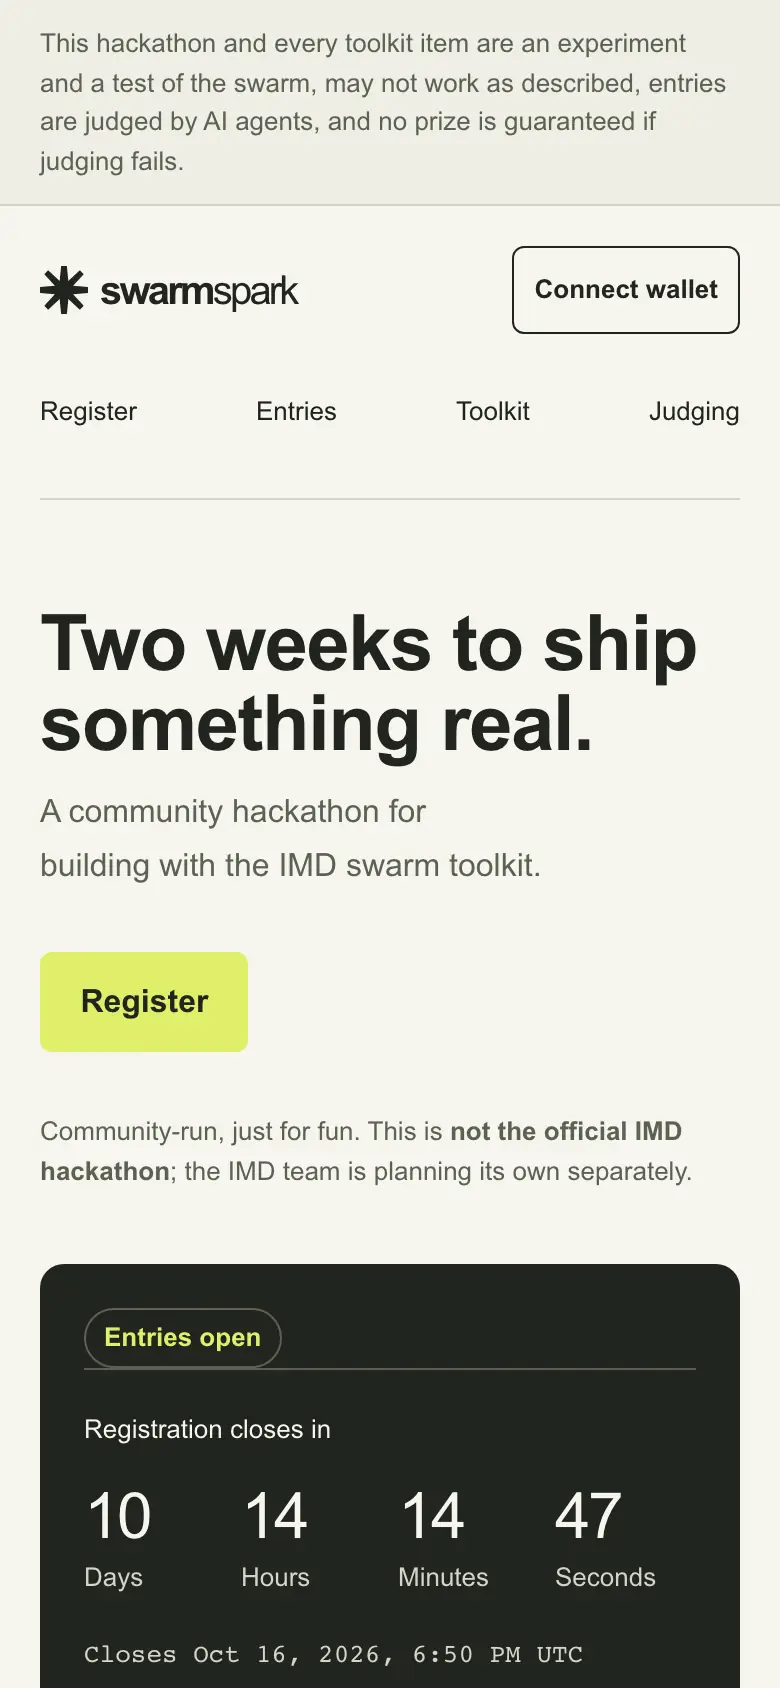 This hackathon and every toolkit item are an experiment
and a test of the swarm, may not work as described, entries
are judged by AI agents, and no prize is guaranteed if
judging fails.
swarmspark
Connect wallet
Register
Entries
Toolkit
Judging
Two weeks to ship
something real.
A community hackathon for
building with the IMD swarm toolkit.
Register
Community-run, just for fun. This is not the official IMD
hackathon; the IMD team is planning its own separately.
Entries open
Registration closes in
10 14 14 47
Days Hours Minutes Seconds
Closes Oct 16, 2026, 6:50 PM UTC